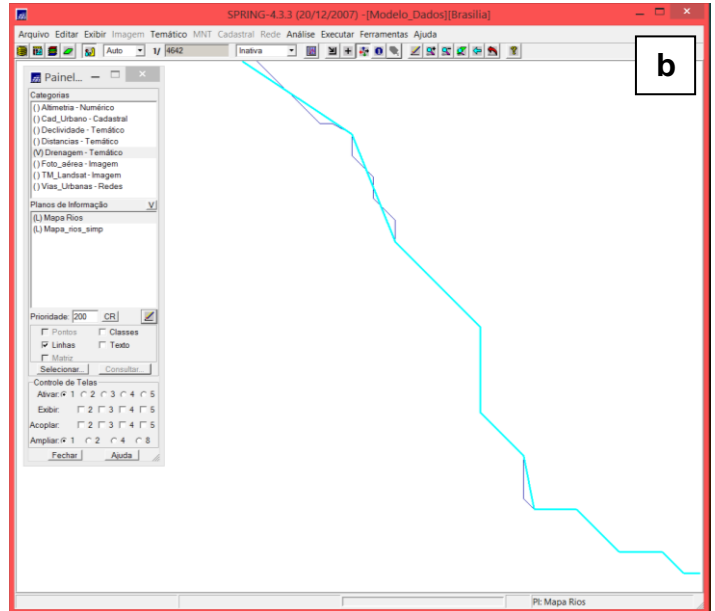 SPRING-4.3.3 (20/12/2007) -[Modelo_Dados][Brasilia]
Arquivo Editar Exibir Imagem Temático MNT Cadastral Rede Análise Executar Ferramentas Ajuda
Auto 1/ 4642 Inativa
b
Painel...
Categorias
() Altimetria - Numérico
() Cad_Urbano - Cadastral
() Declividade - Temático
() Distancias - Temático
(V) Drenagem - Temático
() Foto_aérea - Imagem
() TM_Landsat - Imagem
() Vias_Urbanas - Redes
Planos de Informação V
(L) Mapa Rios
(L) Mapa_rios_simp
Prioridade: 200 CR
Pontos Classes
Linhas Texto
Matriz
Selecionar... Consultar...
Controle de Telas
Ativar: 1 2 3 4 5
Exibir: 2 3 4 5
Acoplar: 2 3 4 5
Ampliar: 1 2 4 8
Fechar Ajuda
PI: Mapa Rios